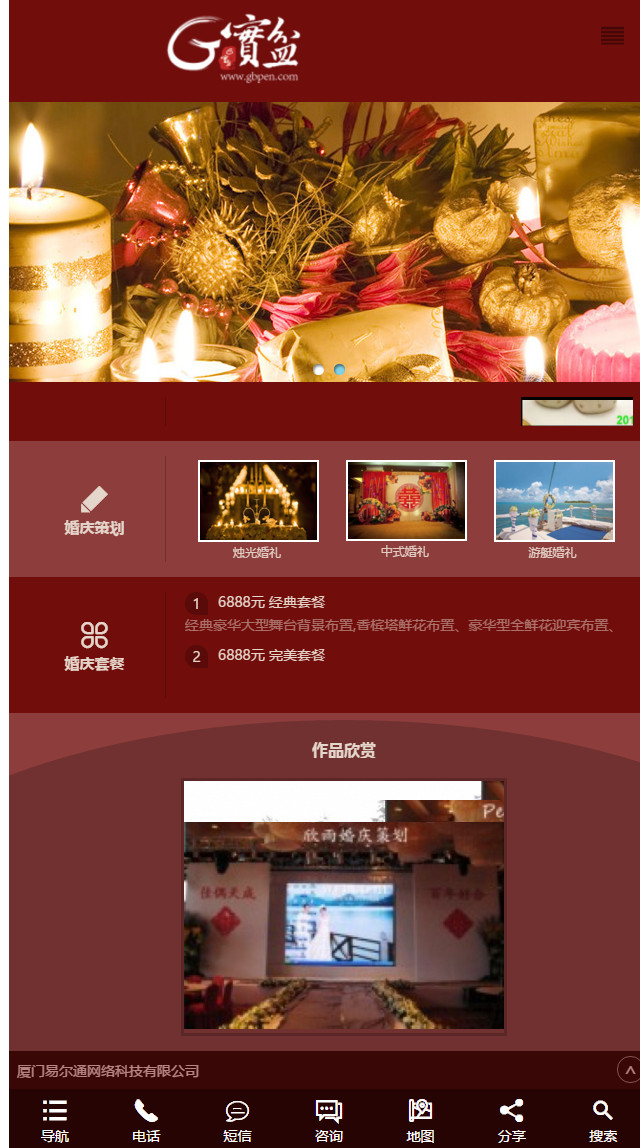 G寶盆
www.gbpen.com
201
婚庆策划
烛光婚礼
中式婚礼
游艇婚礼
婚庆套餐
1 6888元 经典套餐
经典豪华大型舞台背景布置,香槟塔鲜花布置、豪华型全鲜花迎宾布置、
2 6888元 完美套餐
作品欣赏
Pe
欣雨婚庆策划
佳偶天成
百年好合
厦门易尔通网络科技有限公司
导航 电话 短信 咨询 地图 分享 搜索